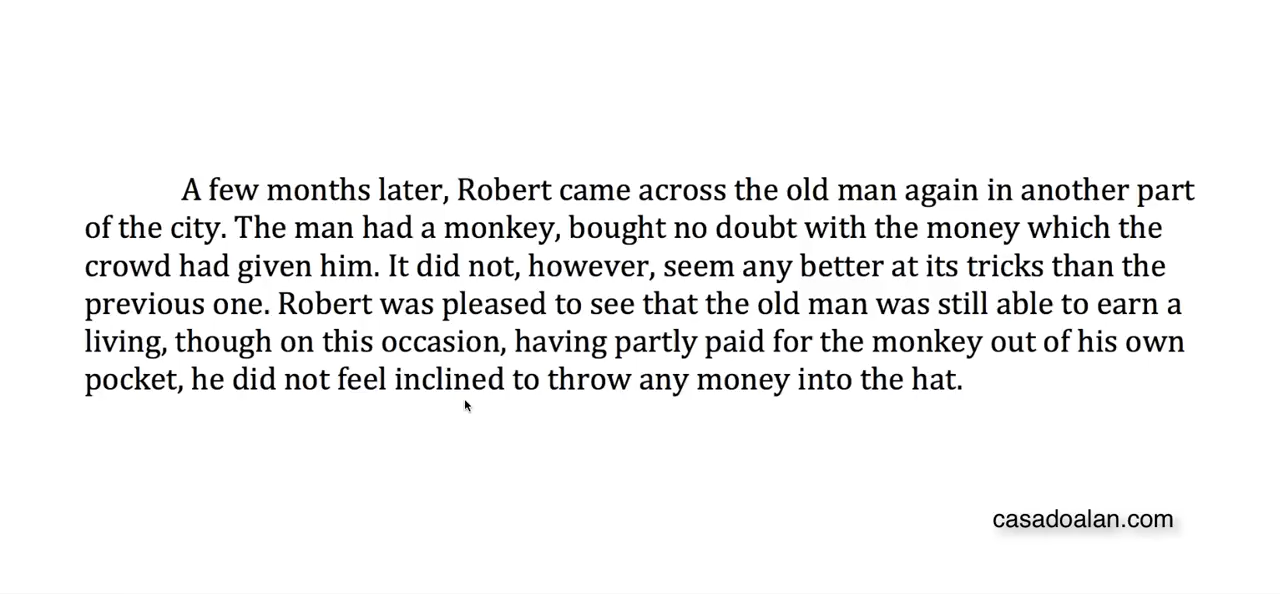 A few months later, Robert came across the old man again in another part
of the city. The man had a monkey, bought no doubt with the money which the
crowd had given him. It did not, however, seem any better at its tricks than the
previous one. Robert was pleased to see that the old man was still able to earn a
living, though on this occasion, having partly paid for the monkey out of his own
pocket, he did not feel inclined to throw any money into the hat.
casadoalan.com